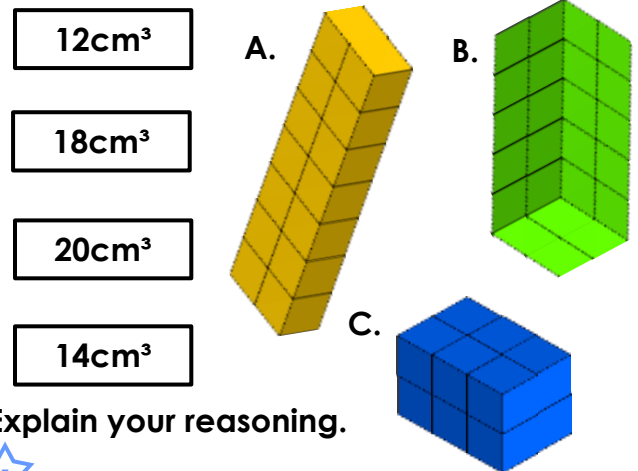 12cm³
18cm³
20cm³
14cm³
A.
B.
C.
Explain your reasoning.